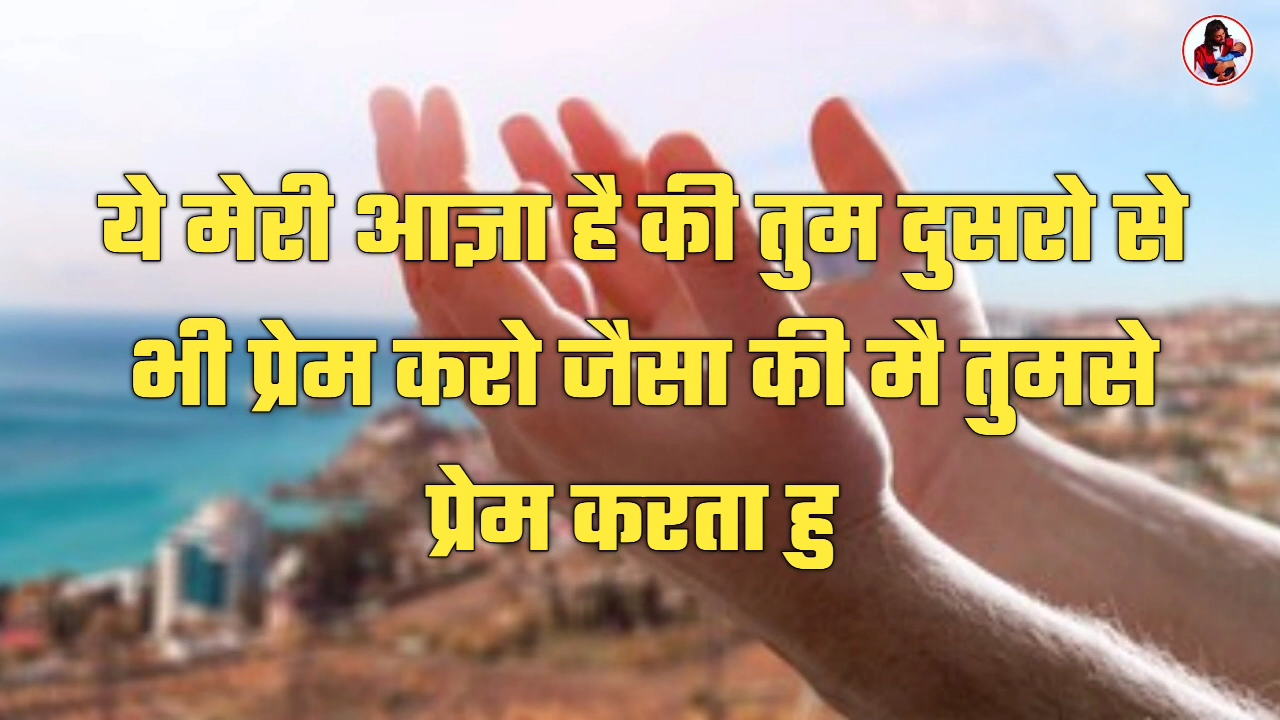 ये मेरी आज्ञा है की तुम दुसरो से
भी प्रेम करो जैसा की मै तुमसे
प्रेम करता हु